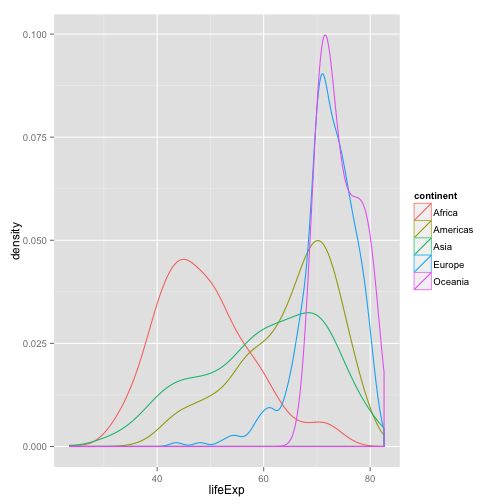 0.100
0.075
0.050
0.025
0.000
density
40
60
80
lifeExp
continent
Africa
Americas
Asia
Europe
Oceania